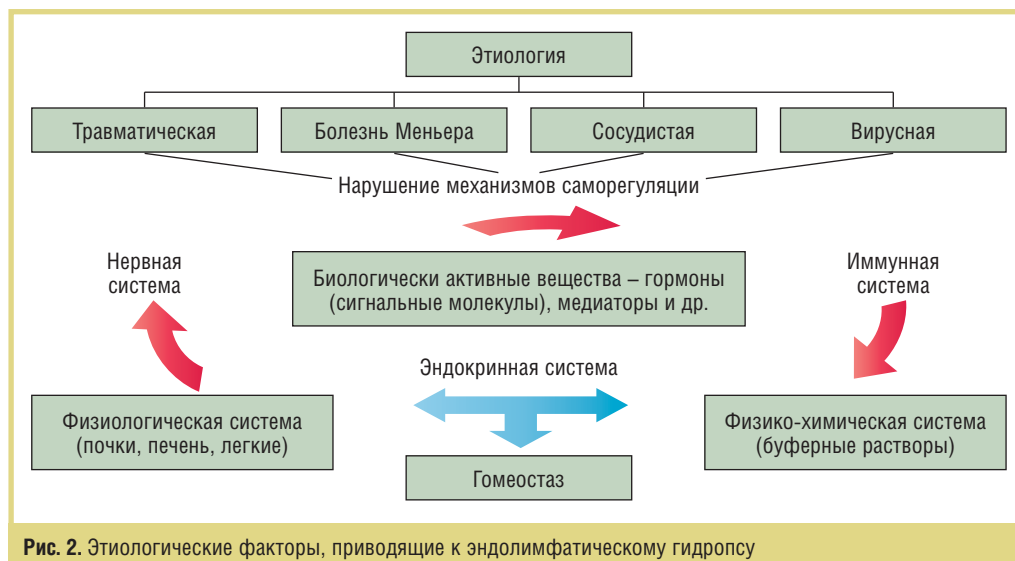 Этиология
Травматическая
Болезнь Меньера
Сосудистая
Вирусная
Нарушение механизмов саморегуляции
Нервная
система
Биологически активные вещества – гормоны
(сигнальные молекулы), медиаторы и др.
Иммунная
система
Эндокринная система
Физиологическая система
(почки, печень, легкие)
Физико-химическая система
(буферные растворы)
Гомеостаз
Рис. 2. Этиологические факторы, приводящие к эндолимфатическому гидропсу